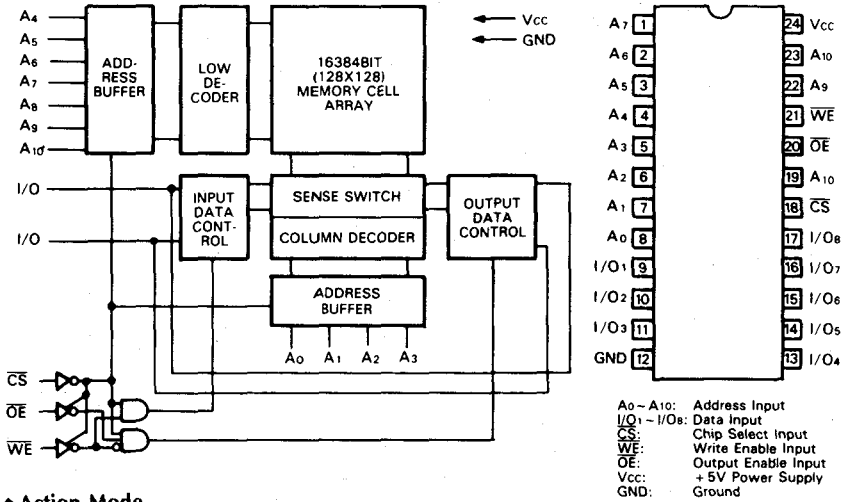 A4
A5
A6
A7
A8
A9
A10
ADD-
RESS
BUFFER
LOW
DE-
CODER
16384BIT
(128X128)
MEMORY CELL
ARRAY
Vcc
GND
I/O
I/O
INPUT
DATA
CONT-
ROL
SENSE SWITCH
COLUMN DECODER
OUTPUT
DATA
CONTROL
ADDRESS
BUFFER
A0 A1 A2 A3
CS
OE
WE
A7 1 24 Vcc
A6 2 23 A10
A5 3 22 A9
A4 4 21 WE
A3 5 20 OE
A2 6 19 A10
A1 7 18 CS
A0 8 17 I/O8
I/O1 9 16 I/O7
I/O2 10 15 I/O6
I/O3 11 14 I/O5
GND 12 13 I/O4
A0~A10: Address Input
I/O1~I/O8: Data Input
CS: Chip Select Input
WE: Write Enable Input
OE: Output Enable Input
Vcc: +5V Power Supply
GND: Ground
Action Mode